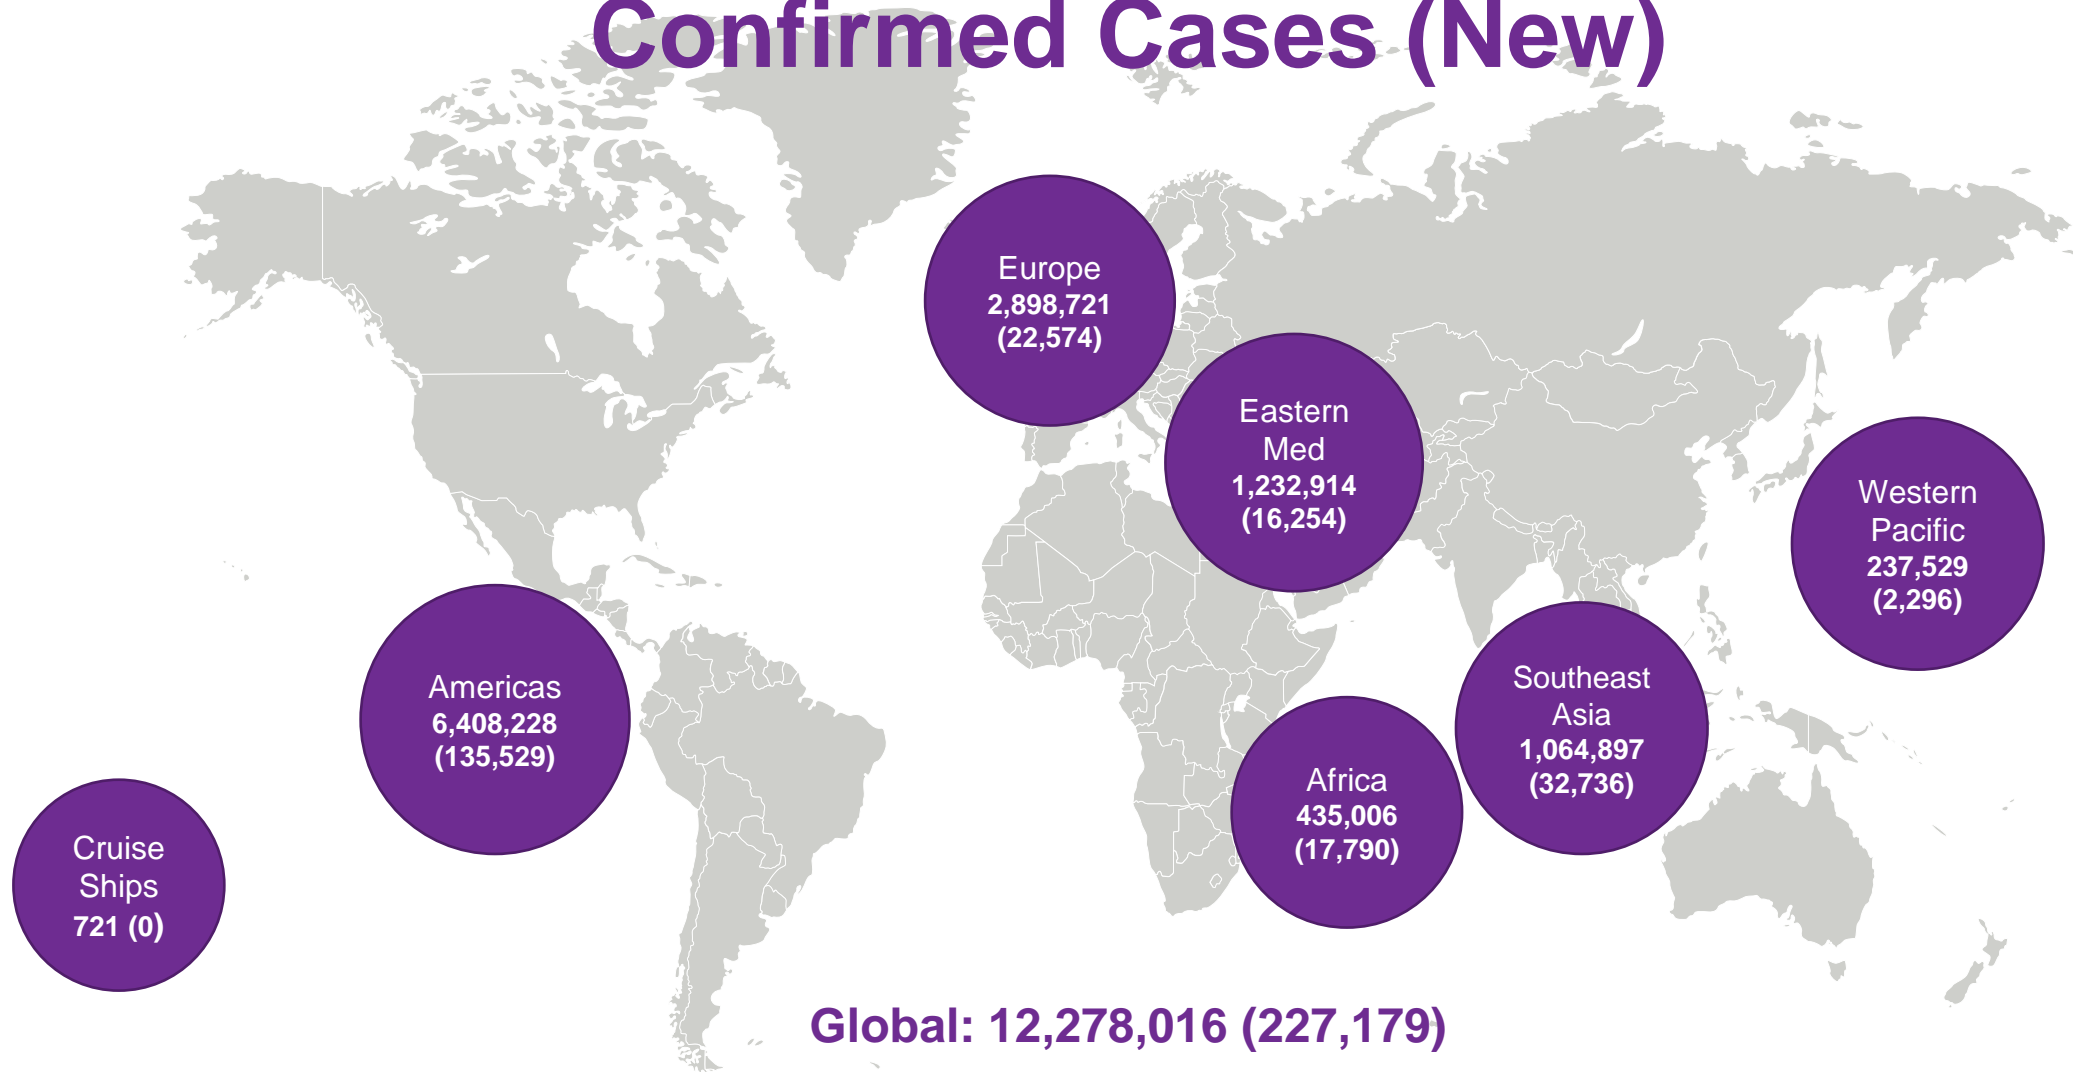 Confirmed Cases (New)
Europe
2,898,721
(22,574)
Eastern
Med
1,232,914
(16,254)
Western
Pacific
237,529
(2,296)
Americas
6,408,228
(135,529)
Southeast
Asia
1,064,897
(32,736)
Africa
435,006
(17,790)
Cruise
Ships
721 (0)
Global: 12,278,016 (227,179)